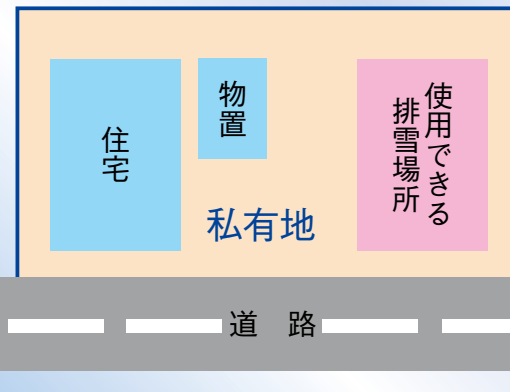 住宅
物置
使用できる
排雪場所
私有地
道　路